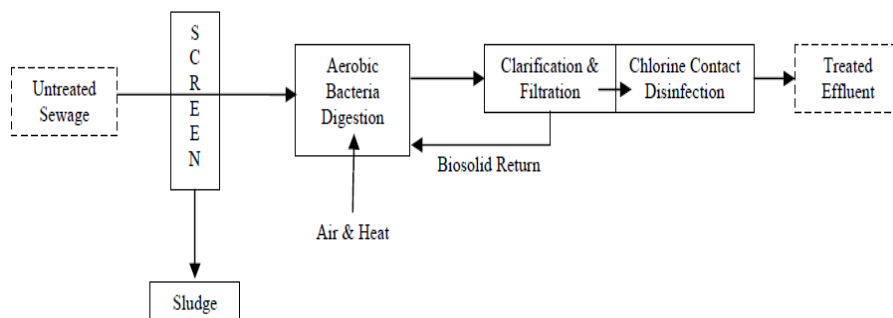 Untreated
Sewage
S
C
R
E
E
N
Sludge
Aerobic
Bacteria
Digestion
Air & Heat
Clarification &
Filtration
Biosolid Return
Chlorine Contact
Disinfection
Treated
Effluent